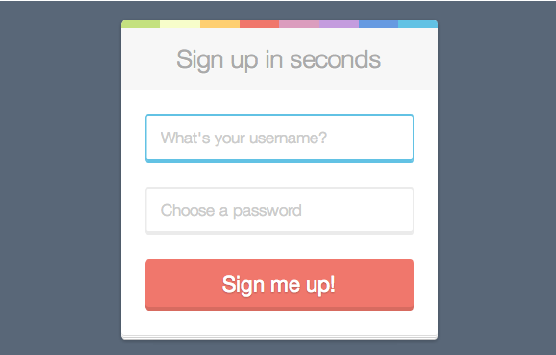 Sign up in seconds
What's your username?
Choose a password
Sign me up!